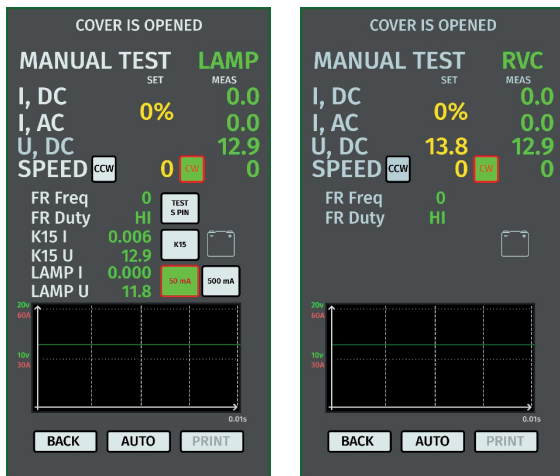 COVER IS OPENED
MANUAL TEST LAMP
SET MEAS
I, DC 0.0
0%
I, AC 0.0
U, DC 12.9
SPEED CCW 0 CW 0
FR Freq 0 TEST S PIN
FR Duty HI
K15 I 0.006 K15
K15 U 12.9
LAMP I 0.000 50 mA 500 mA
LAMP U 11.8
20v
60A
10v
30A
0.01s
BACK AUTO PRINT
COVER IS OPENED
MANUAL TEST RVC
SET MEAS
I, DC 0.0
0%
I, AC 0.0
U, DC 13.8 12.9
SPEED CCW 0 CW 0
FR Freq 0
FR Duty HI
20v
60A
10v
30A
0.01s
BACK AUTO PRINT